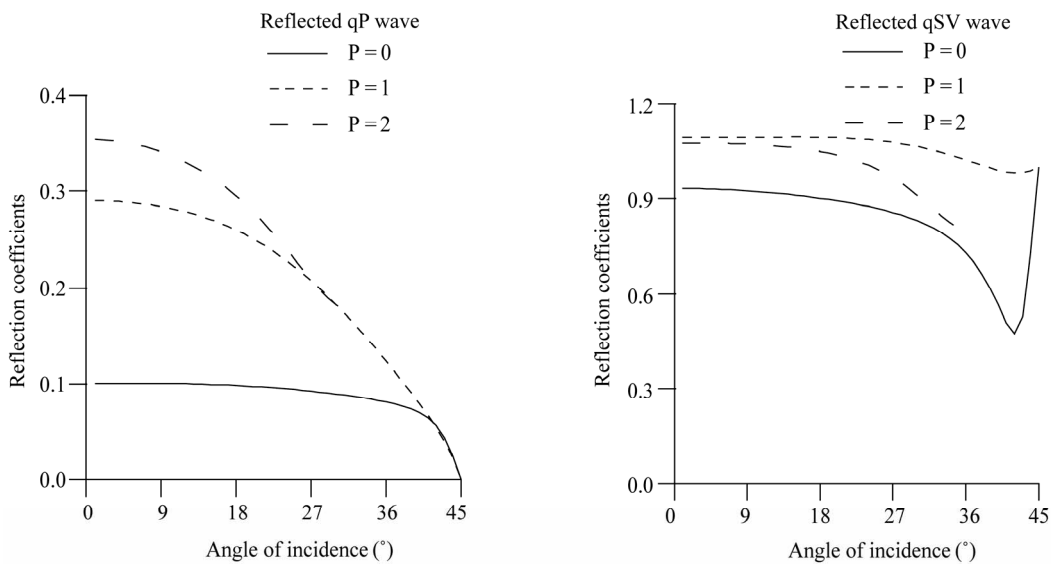 Reflected qP wave
P = 0
P = 1
P = 2
0.4
0.3
0.2
0.1
0.0
Reflection coefficients
0 9 18 27 36 45
Angle of incidence (°)
Reflected qSV wave
P = 0
P = 1
P = 2
1.2
0.9
0.6
0.3
0.0
Reflection coefficients
0 9 18 27 36 45
Angle of incidence (°)